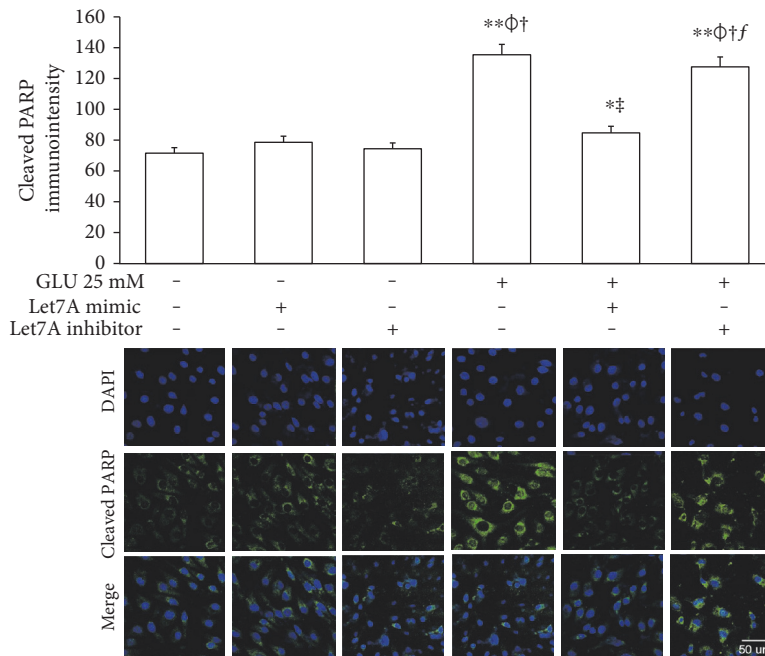 160
140
120
100
80
60
40
20
0
Cleaved PARP
immunointensity
**Φ†
*‡
**Φ†ƒ
GLU 25 mM – – – + + +
Let7A mimic – + – – + –
Let7A inhibitor – – + – – +
DAPI
Cleaved PARP
Merge